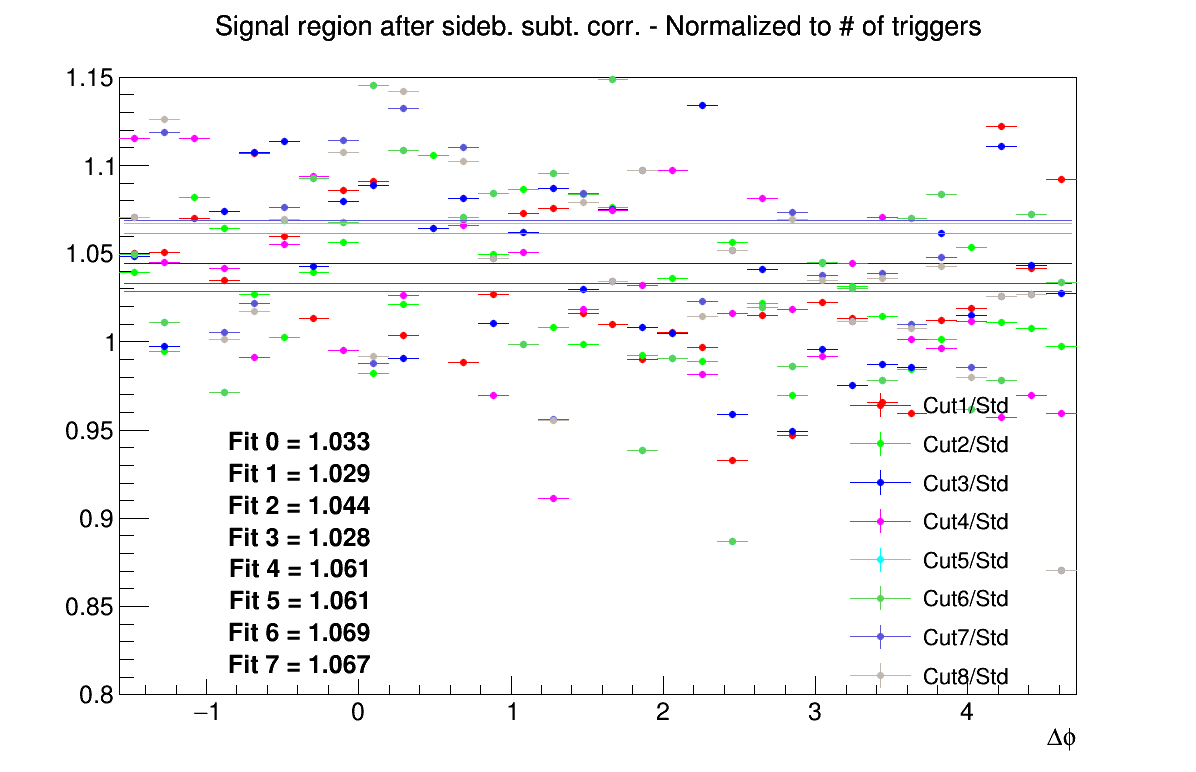 Signal region after sideb. subt. corr. - Normalized to # of triggers
1.15
1.1
1.05
1
0.95
0.9
0.85
0.8
Fit 0 = 1.033
Fit 1 = 1.029
Fit 2 = 1.044
Fit 3 = 1.028
Fit 4 = 1.061
Fit 5 = 1.061
Fit 6 = 1.069
Fit 7 = 1.067
Cut1/Std
Cut2/Std
Cut3/Std
Cut4/Std
Cut5/Std
Cut6/Std
Cut7/Std
Cut8/Std
−1 0 1 2 3 4
Δϕ